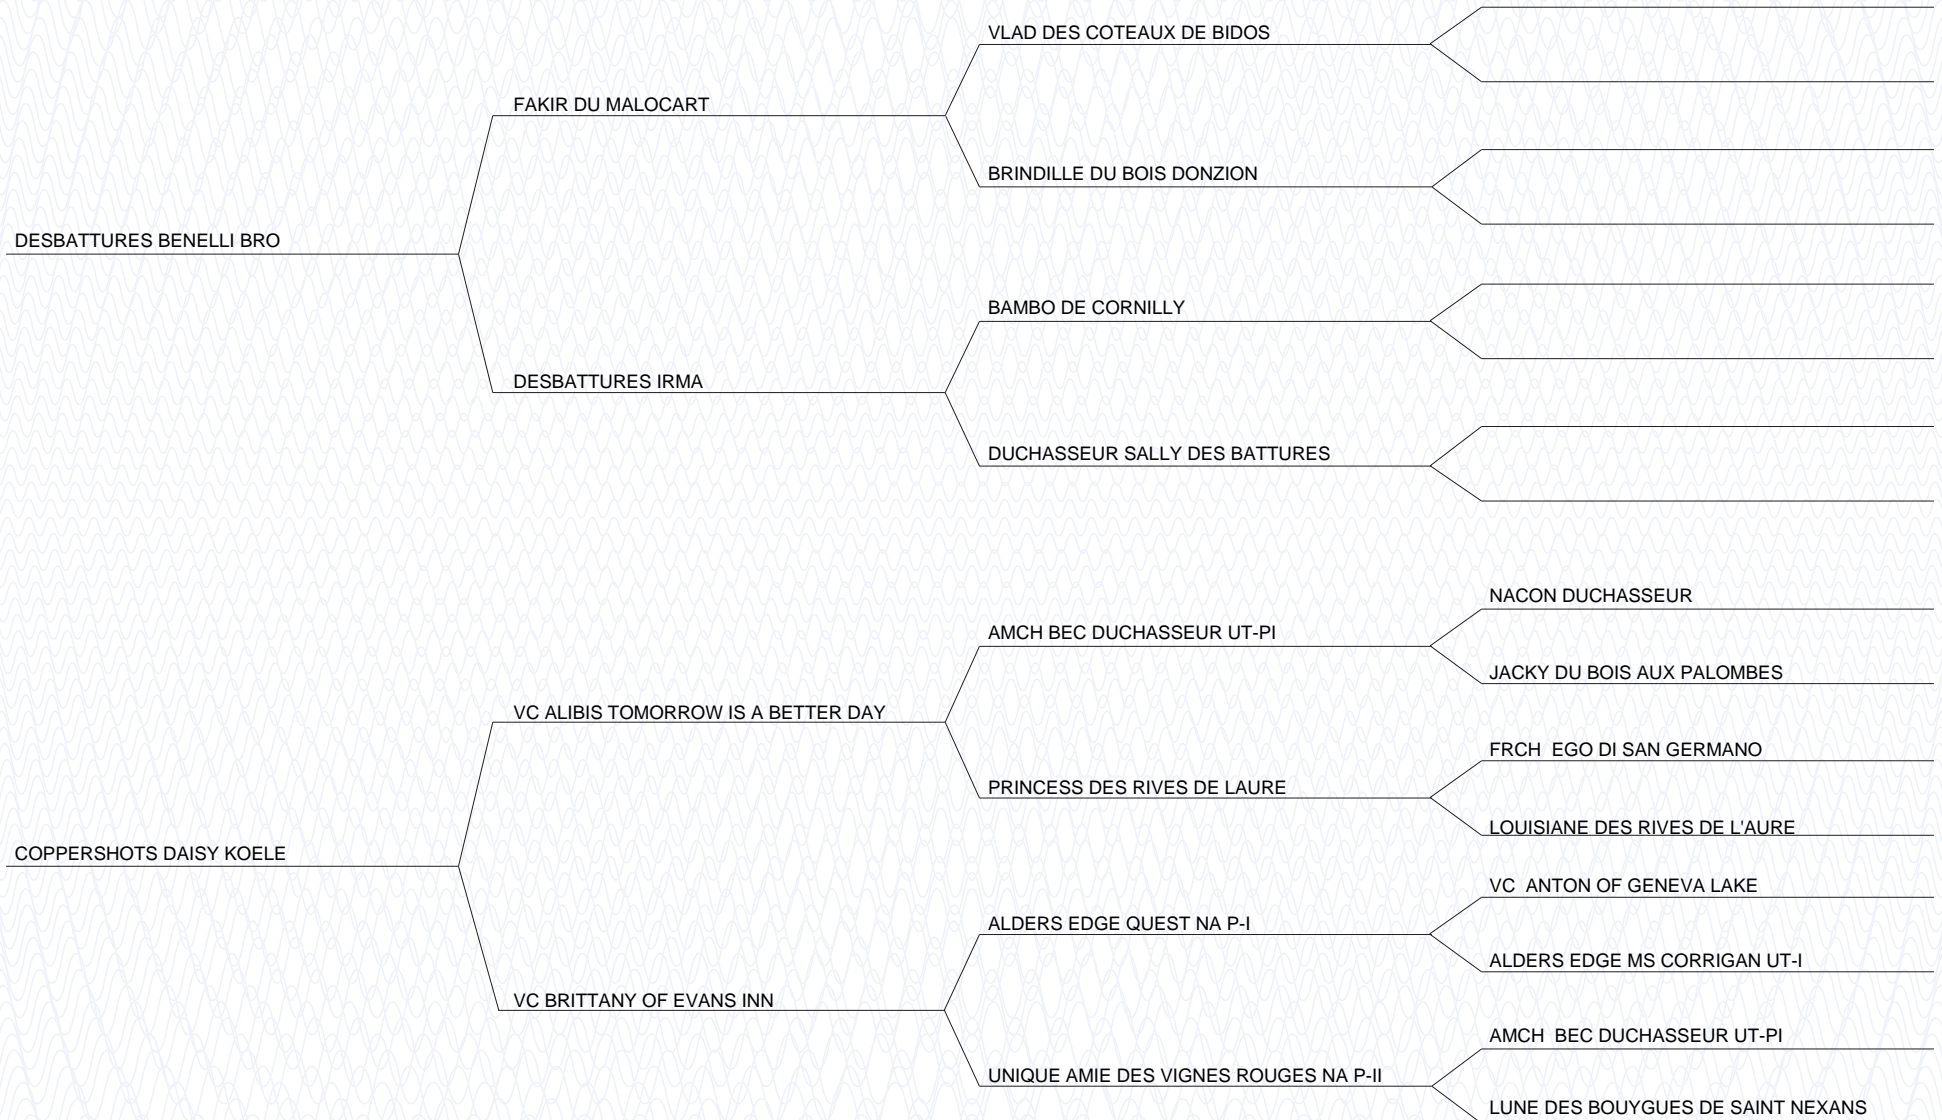 VLAD DES COTEAUX DE BIDOS
FAKIR DU MALOCART
BRINDILLE DU BOIS DONZION
DESBATTURES BENELLI BRO
BAMBO DE CORNILLY
DESBATTURES IRMA
DUCHASSEUR SALLY DES BATTURES
NACON DUCHASSEUR
AMCH BEC DUCHASSEUR UT-PI
JACKY DU BOIS AUX PALOMBES
VC ALIBIS TOMORROW IS A BETTER DAY
FRCH  EGO DI SAN GERMANO
PRINCESS DES RIVES DE LAURE
LOUISIANE DES RIVES DE L'AURE
COPPERSHOTS DAISY KOELE
VC  ANTON OF GENEVA LAKE
ALDERS EDGE QUEST NA P-I
ALDERS EDGE MS CORRIGAN UT-I
VC BRITTANY OF EVANS INN
AMCH  BEC DUCHASSEUR UT-PI
UNIQUE AMIE DES VIGNES ROUGES NA P-II
LUNE DES BOUYGUES DE SAINT NEXANS